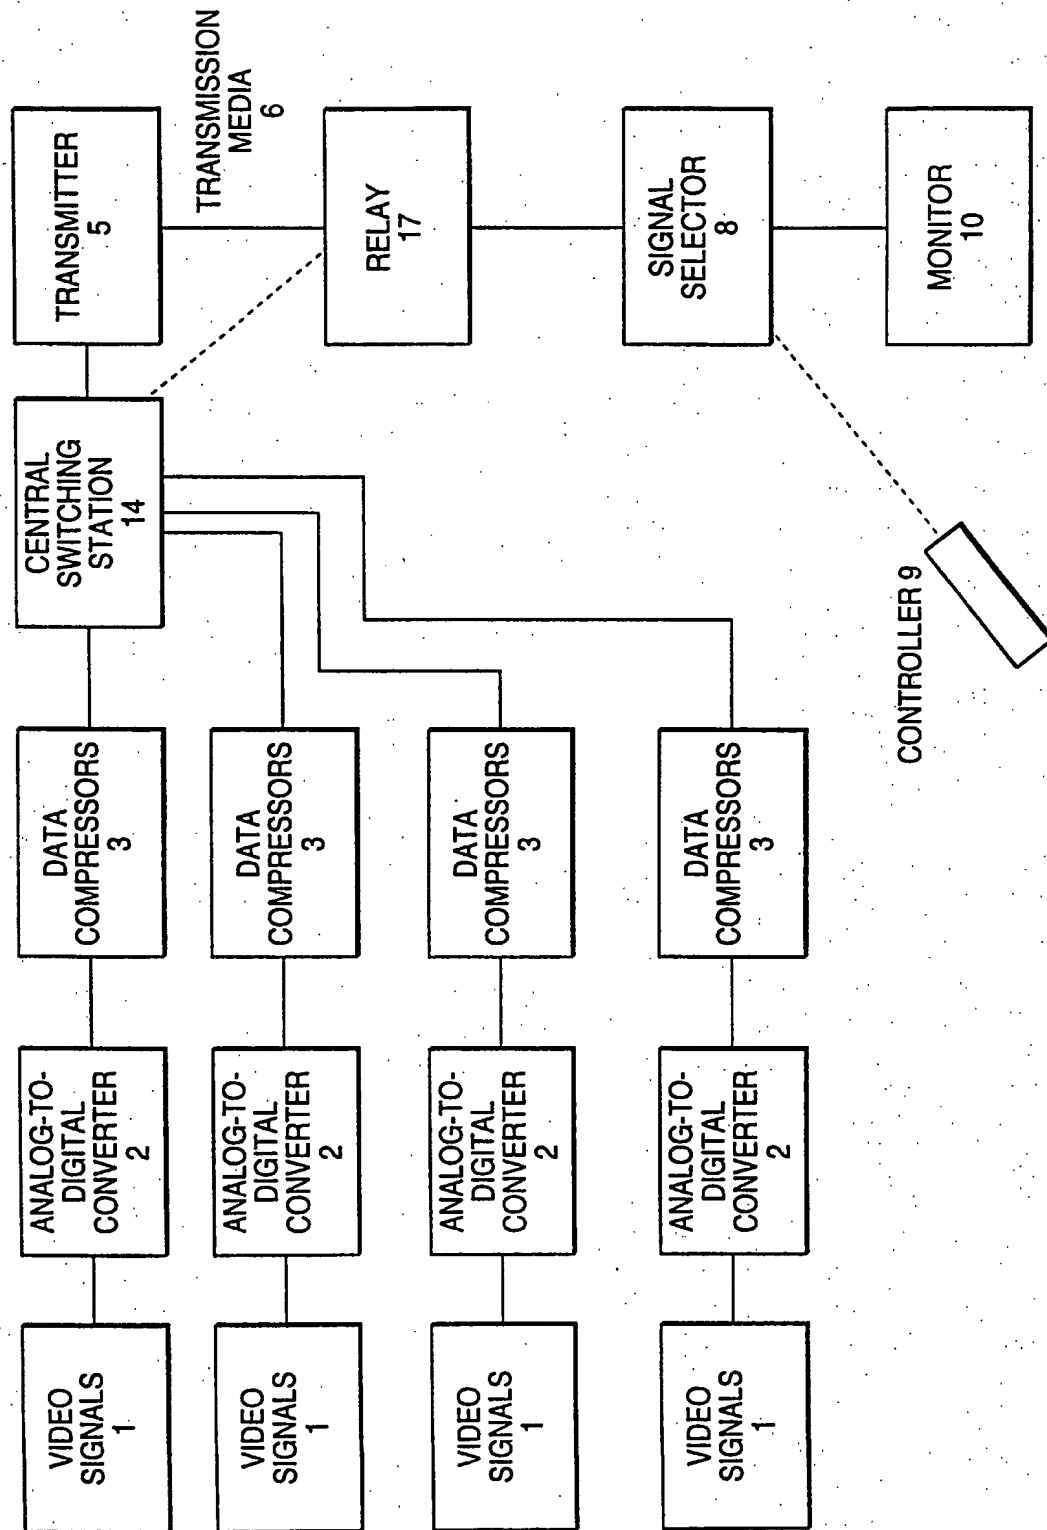 VIDEO
SIGNALS
1
ANALOG-TO-
DIGITAL
CONVERTER
2
DATA
COMPRESSORS
3
CENTRAL
SWITCHING
STATION
14
TRANSMITTER
5
VIDEO
SIGNALS
1
ANALOG-TO-
DIGITAL
CONVERTER
2
DATA
COMPRESSORS
3
TRANSMISSION
MEDIA
6
RELAY
17
VIDEO
SIGNALS
1
ANALOG-TO-
DIGITAL
CONVERTER
2
DATA
COMPRESSORS
3
VIDEO
SIGNALS
1
ANALOG-TO-
DIGITAL
CONVERTER
2
DATA
COMPRESSORS
3
SIGNAL
SELECTOR
8
CONTROLLER 9
MONITOR
10